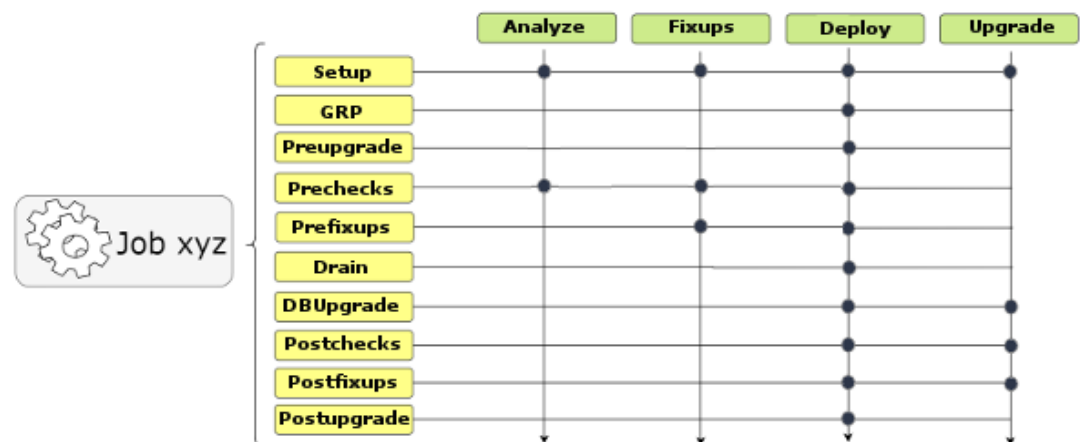 Analyze Fixups Deploy Upgrade
Setup
GRP
Preupgrade
Prechecks
Prefixups
Job xyz
Drain
DBUpgrade
Postchecks
Postfixups
Postupgrade